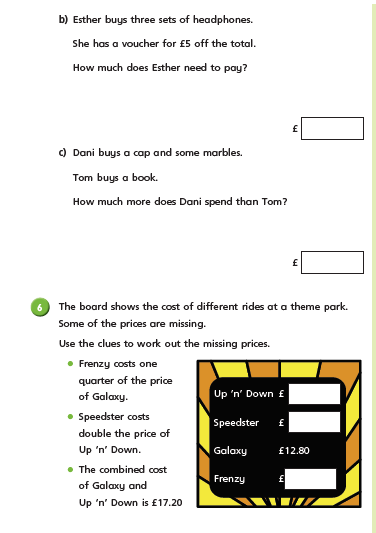 b) Esther buys three sets of headphones.
She has a voucher for £5 off the total.
How much does Esther need to pay?
£
c) Dani buys a cap and some marbles.
Tom buys a book.
How much more does Dani spend than Tom?
£
6 The board shows the cost of different rides at a theme park.
Some of the prices are missing.
Use the clues to work out the missing prices.
• Frenzy costs one
quarter of the price
of Galaxy.
• Speedster costs
double the price of
Up ‘n’ Down.
• The combined cost
of Galaxy and
Up ‘n’ Down is £17.20
Up ‘n’ Down £
Speedster £
Galaxy £12.80
Frenzy £